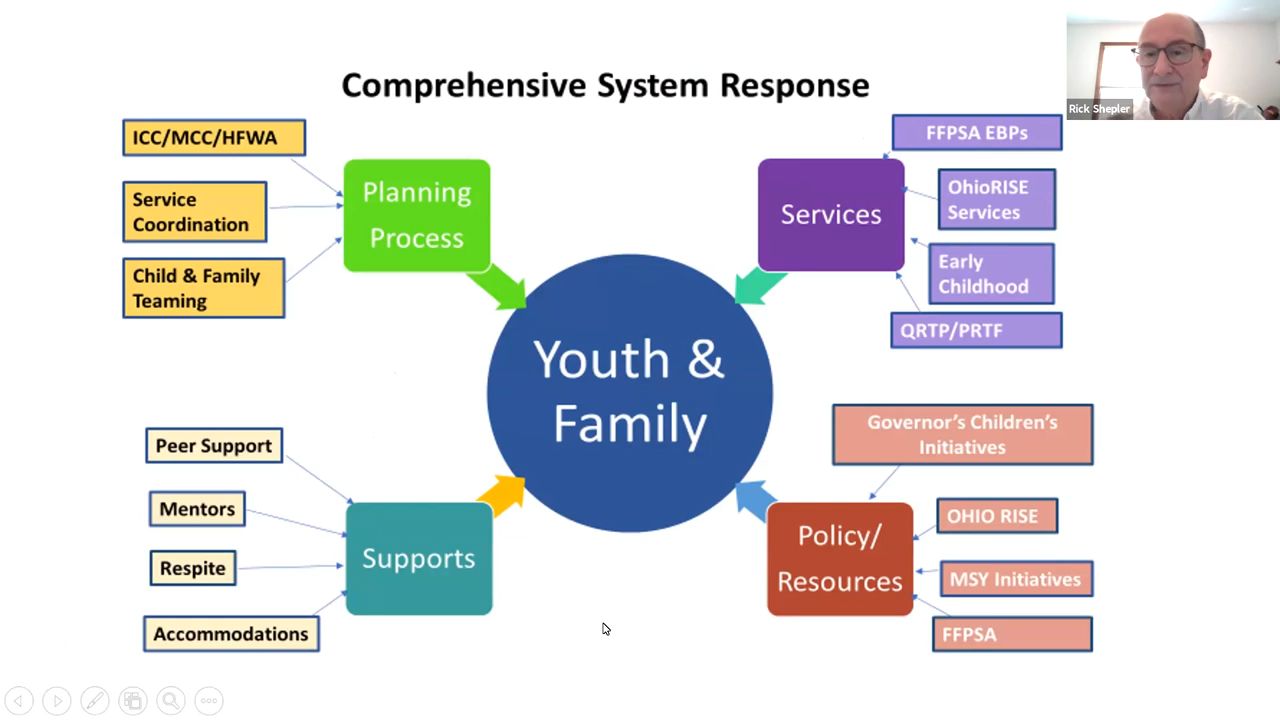 Comprehensive System Response
Rick Shepler
ICC/MCC/HFWA
Service
Coordination
Child & Family
Teaming
Planning
Process
Services
FFPSA EBPs
OhioRISE
Services
Early
Childhood
QRTP/PRTF
Youth &
Family
Peer Support
Mentors
Respite
Accommodations
Supports
Policy/
Resources
Governor's Children's
Initiatives
OHIO RISE
MSY Initiatives
FFPSA